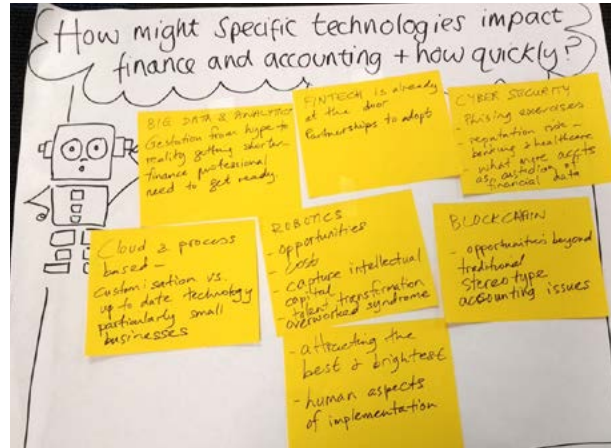 How might specific technologies impact
finance and accounting + how quickly?
BIG DATA & ANALYTICS
Gestation from hype to
reality getting shorter -
finance professional
need to get ready.
FINTECH is already
at the door
Partnerships to adopt
CYBER SECURITY
- Phising exercises
- reputation risk -
banking & healthcare
- what more accts
as custodian of
financial data
Cloud & process
based -
customisation vs.
up to date technology
particularly small
businesses
ROBOTICS
- opportunities
- cost
- capture intellectual
capital
- talent transformation
overworked syndrome
BLOCKCHAIN
- opportunities beyond
traditional
stereotype
accounting issues
- attracting the
best & brightest
- human aspects
of implementation